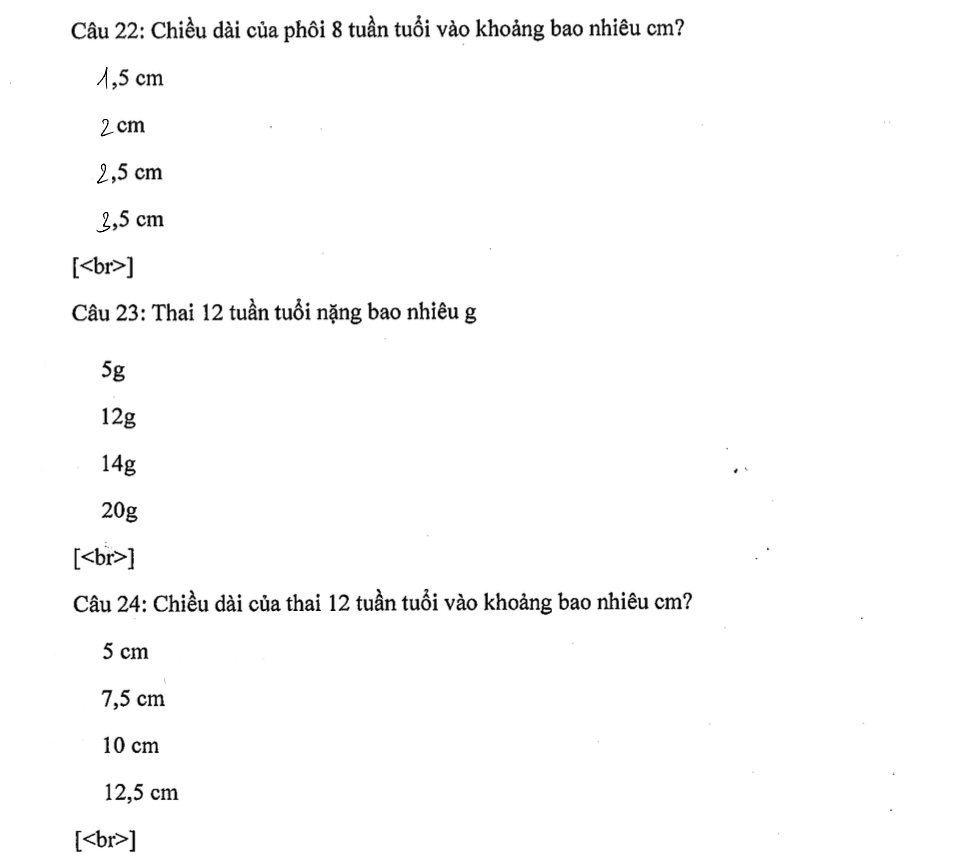 Câu 22: Chiều dài của phôi 8 tuần tuổi vào khoảng bao nhiêu cm?
1,5 cm
2 cm
2,5 cm
3,5 cm
[<br>]
Câu 23: Thai 12 tuần tuổi nặng bao nhiêu g
5g
12g
14g
20g
[<br>]
Câu 24: Chiều dài của thai 12 tuần tuổi vào khoảng bao nhiêu cm?
5 cm
7,5 cm
10 cm
12,5 cm
[<br>]